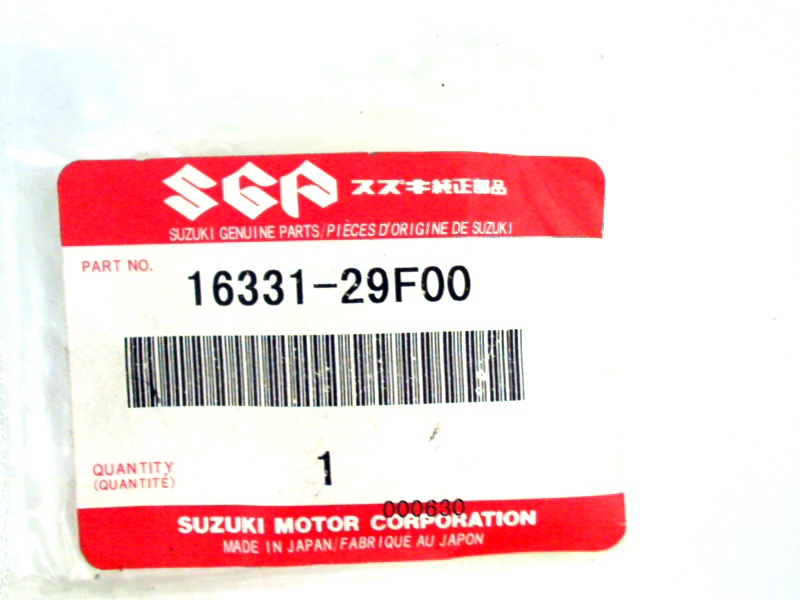 SGP スズキ純正部品
SUZUKI GENUINE PARTS/PIÈCES D'ORIGINE DE SUZUKI
PART NO. 16331-29F00
QUANTITY 1
(QUANTITÉ)
000630
SUZUKI MOTOR CORPORATION
MADE IN JAPAN/FABRIQUÉ AU JAPON